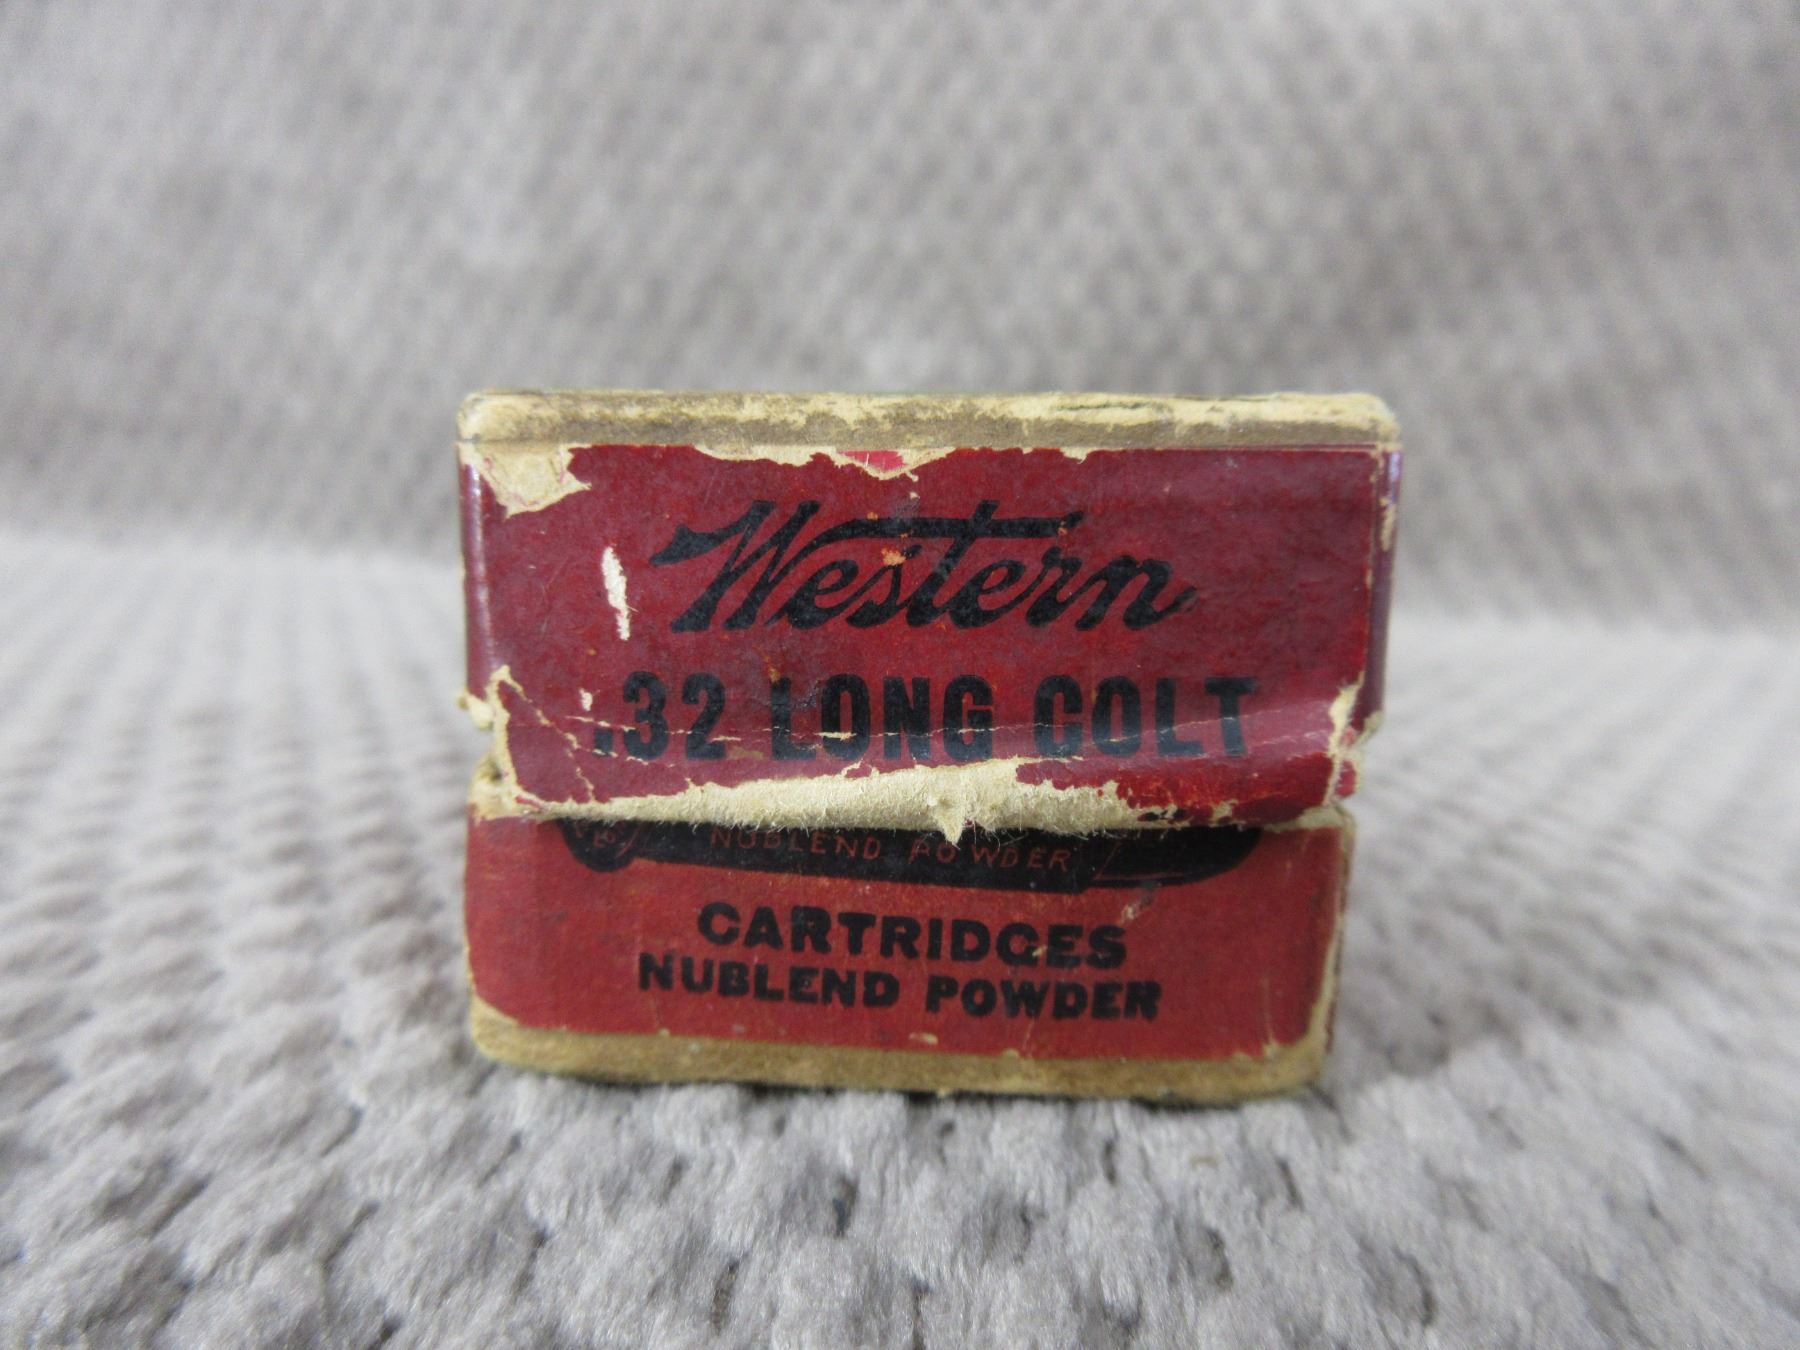 Western
.32 LONG COLT
NUBLEND POWDER
CARTRIDGES
NUBLEND POWDER